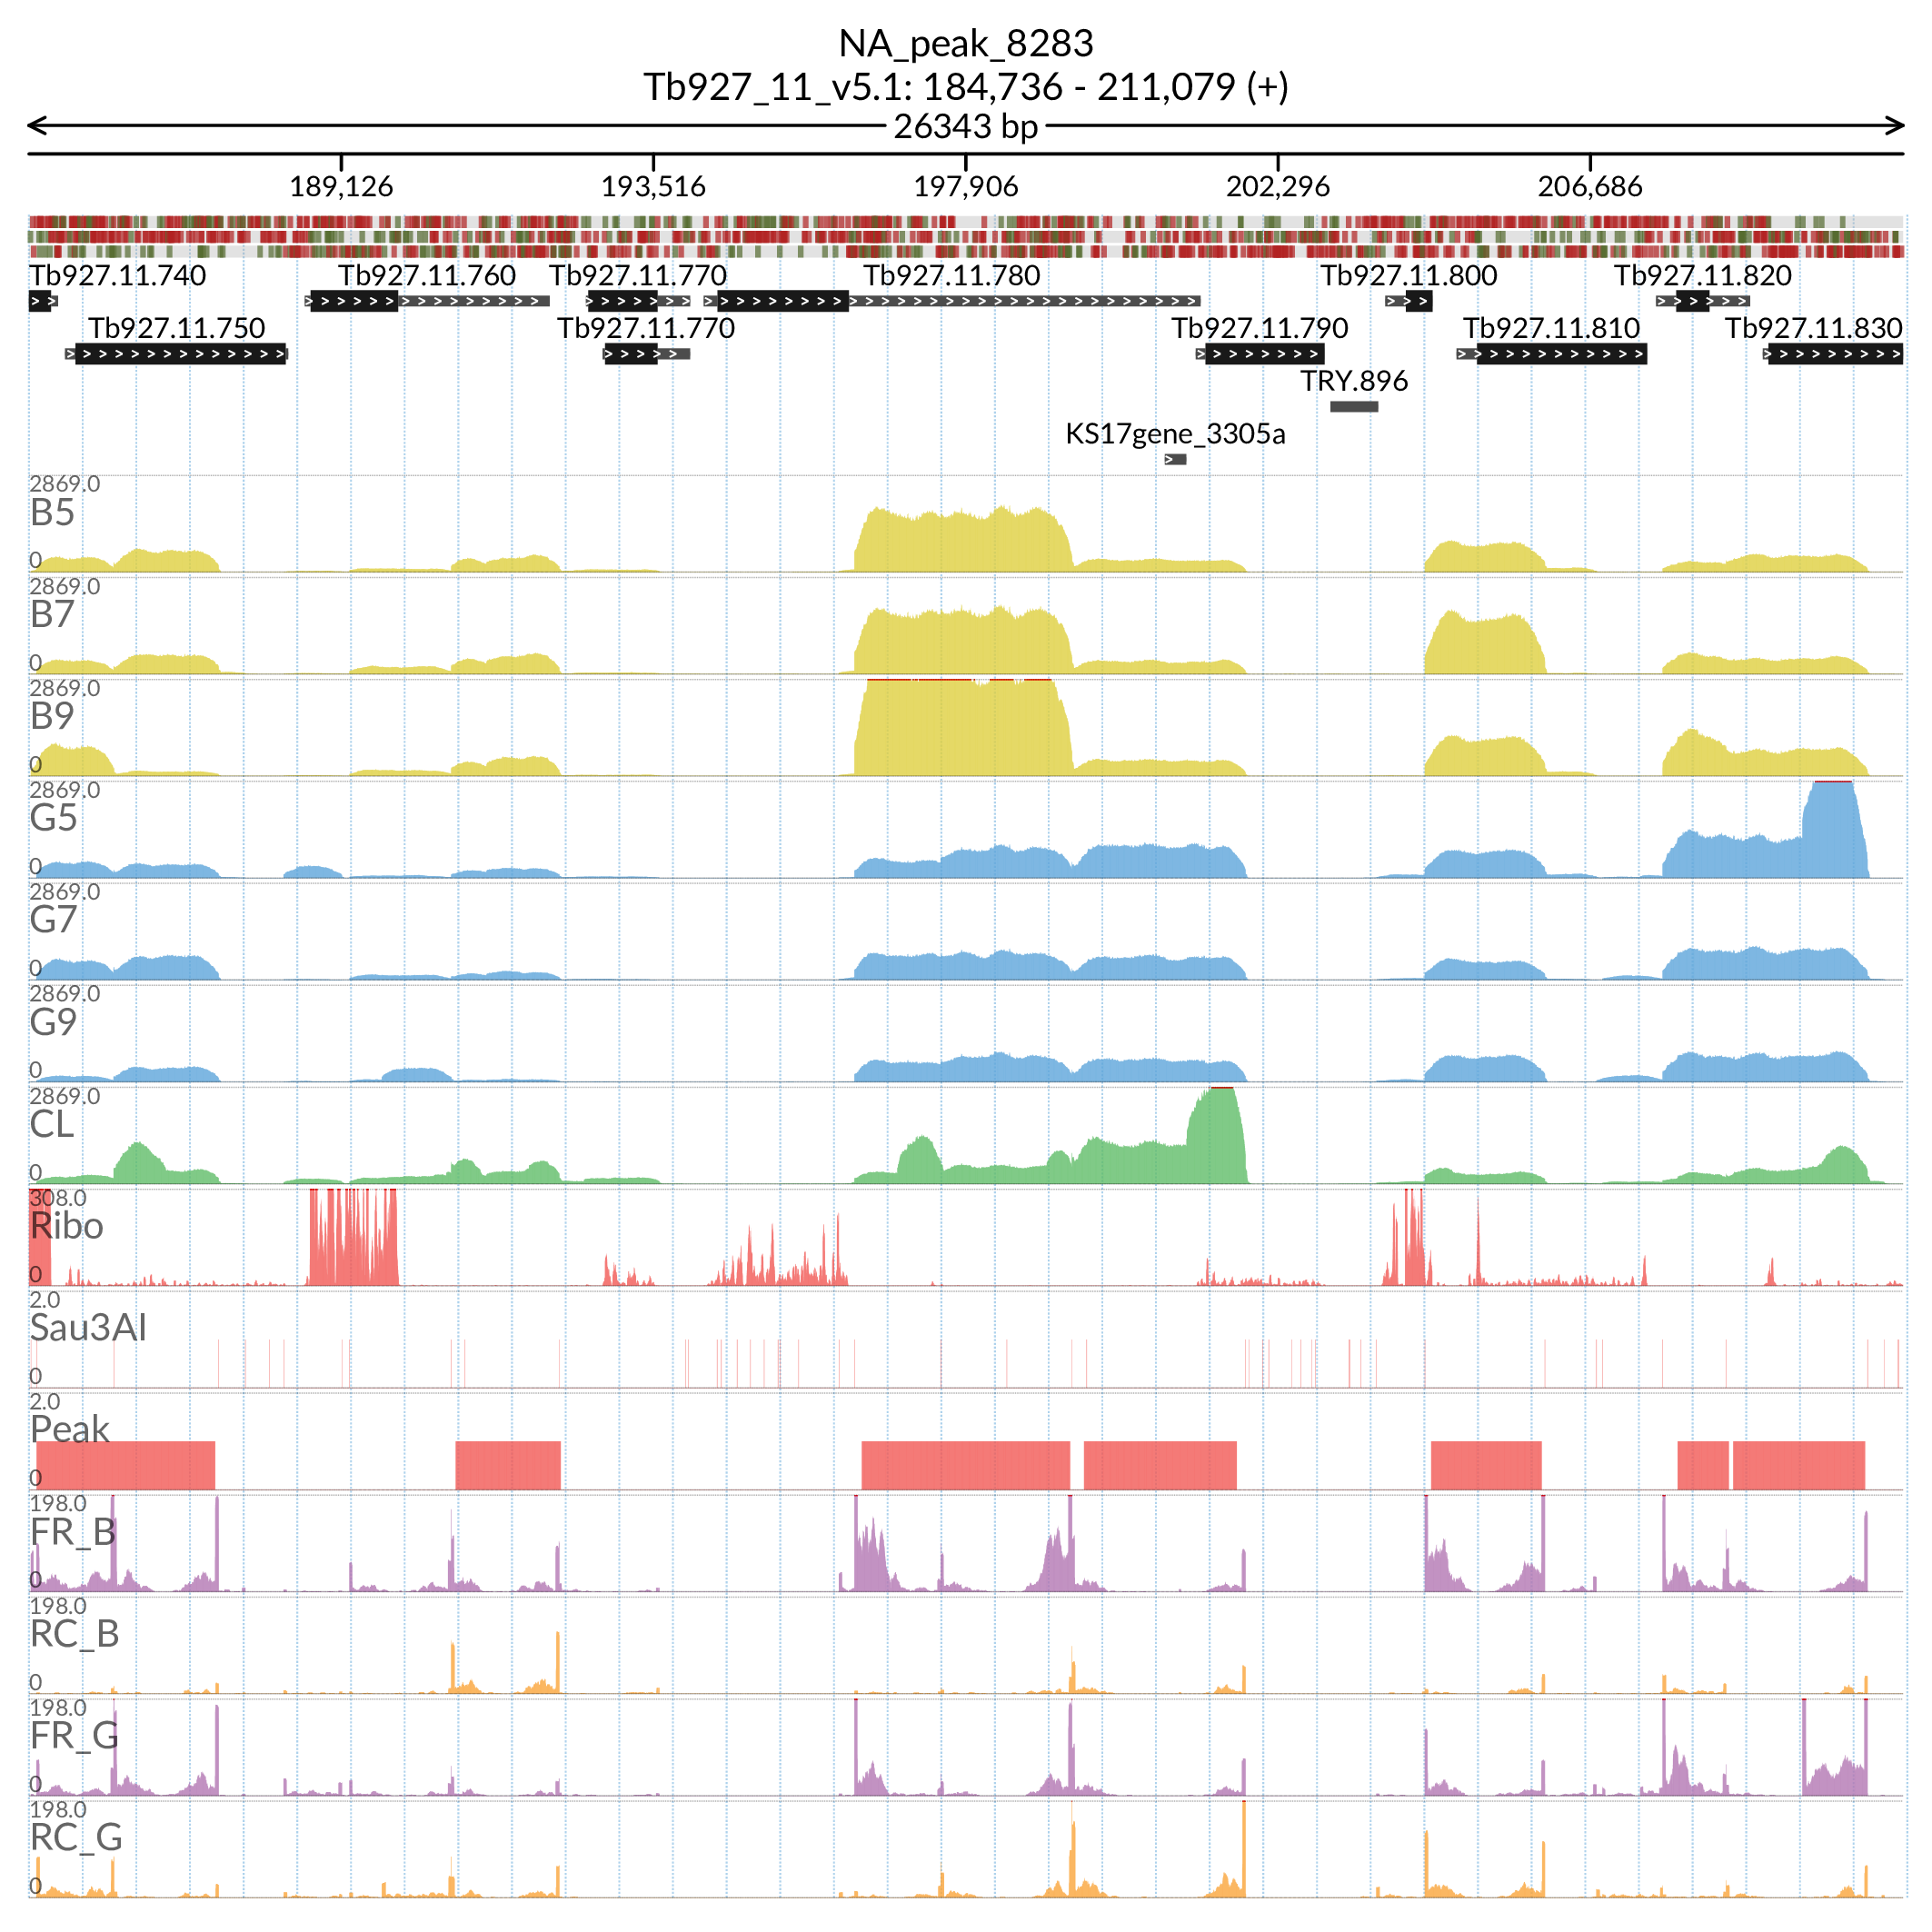 NA_peak_8283
Tb927_11_v5.1: 184,736 - 211,079 (+)
26343 bp
189,126 193,516 197,906 202,296 206,686
Tb927.11.740 Tb927.11.760 Tb927.11.770 Tb927.11.780 Tb927.11.800 Tb927.11.820
Tb927.11.750 Tb927.11.770 Tb927.11.790 Tb927.11.810 Tb927.11.830
TRY.896
KS17gene_3305a
2869.0
B5
0
2869.0
B7
0
2869.0
B9
0
2869.0
G5
0
2869.0
G7
0
2869.0
G9
0
2869.0
CL
0
308.0
Ribo
0
2.0
Sau3AI
0
2.0
Peak
0
198.0
FR_B
0
198.0
RC_B
0
198.0
FR_G
0
198.0
RC_G
0